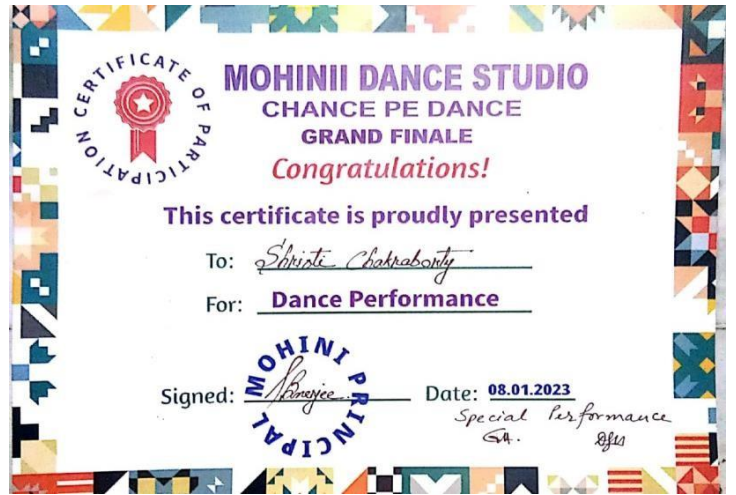 CERTIFICATE OF PARTICIPATION
MOHINII DANCE STUDIO
CHANCE PE DANCE
GRAND FINALE
Congratulations!
This certificate is proudly presented
To: Shristi Chakraborty
For: Dance Performance
MOHINI PRINCIPAL
Signed: Banerjee Date: 08.01.2023
Special Performance